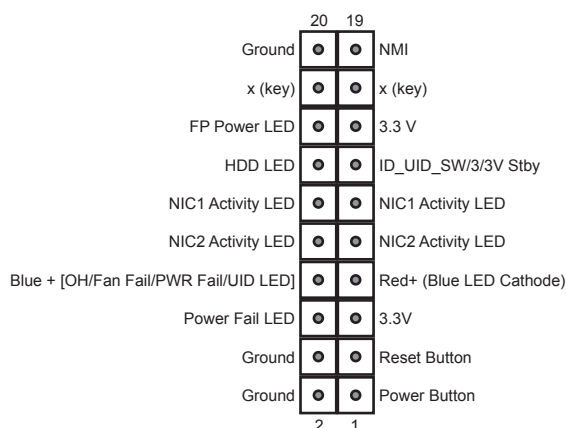 20 19
Ground NMI
x (key) x (key)
FP Power LED 3.3 V
HDD LED ID_UID_SW/3/3V Stby
NIC1 Activity LED NIC1 Activity LED
NIC2 Activity LED NIC2 Activity LED
Blue + [OH/Fan Fail/PWR Fail/UID LED] Red+ (Blue LED Cathode)
Power Fail LED 3.3V
Ground Reset Button
Ground Power Button
2 1